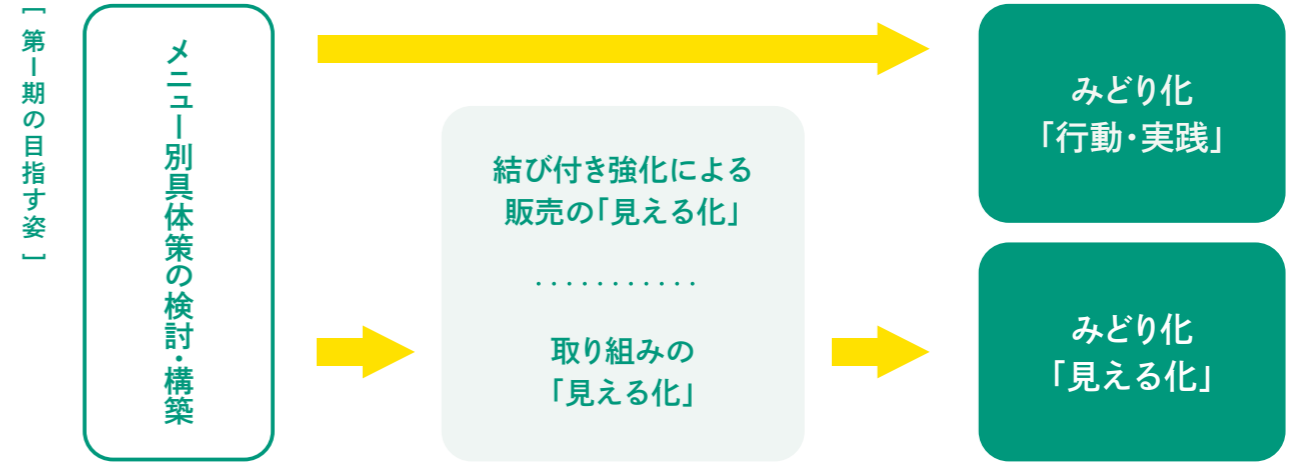 [第Ⅰ期の目指す姿]
メニュー別具体策の検討・構築
結び付き強化による
販売の「見える化」
・・・・・・・・・・・
取り組みの
「見える化」
みどり化
「行動・実践」
みどり化
「見える化」